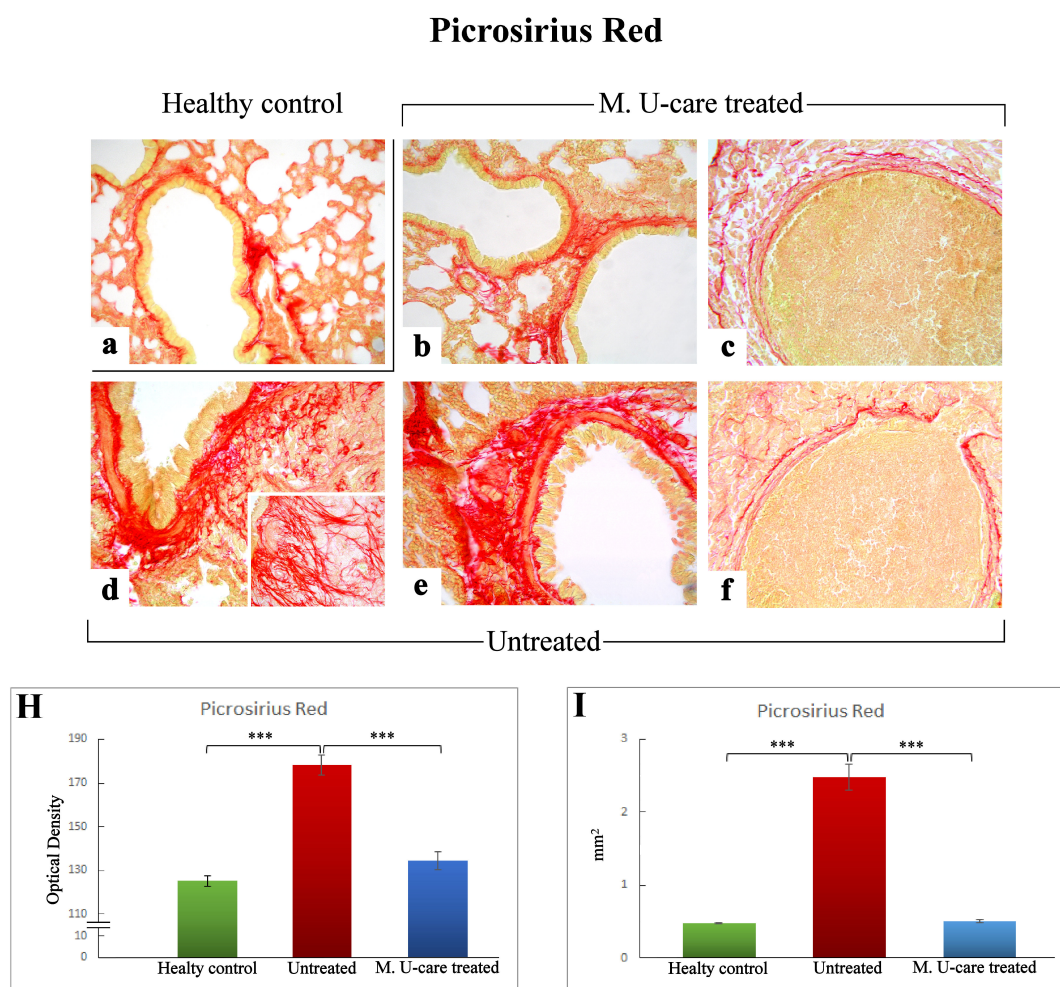 Picrosirius Red
Healthy control
M. U-care treated
a
b
c
d
e
f
Untreated
H
Picrosirius Red
190
170
150
130
110
10
0
Optical Density
***
***
Healty control
Untreated
M. U-care treated
I
Picrosirius Red
3
2
1
0
mm²
***
***
Healty control
Untreated
M. U-care treated